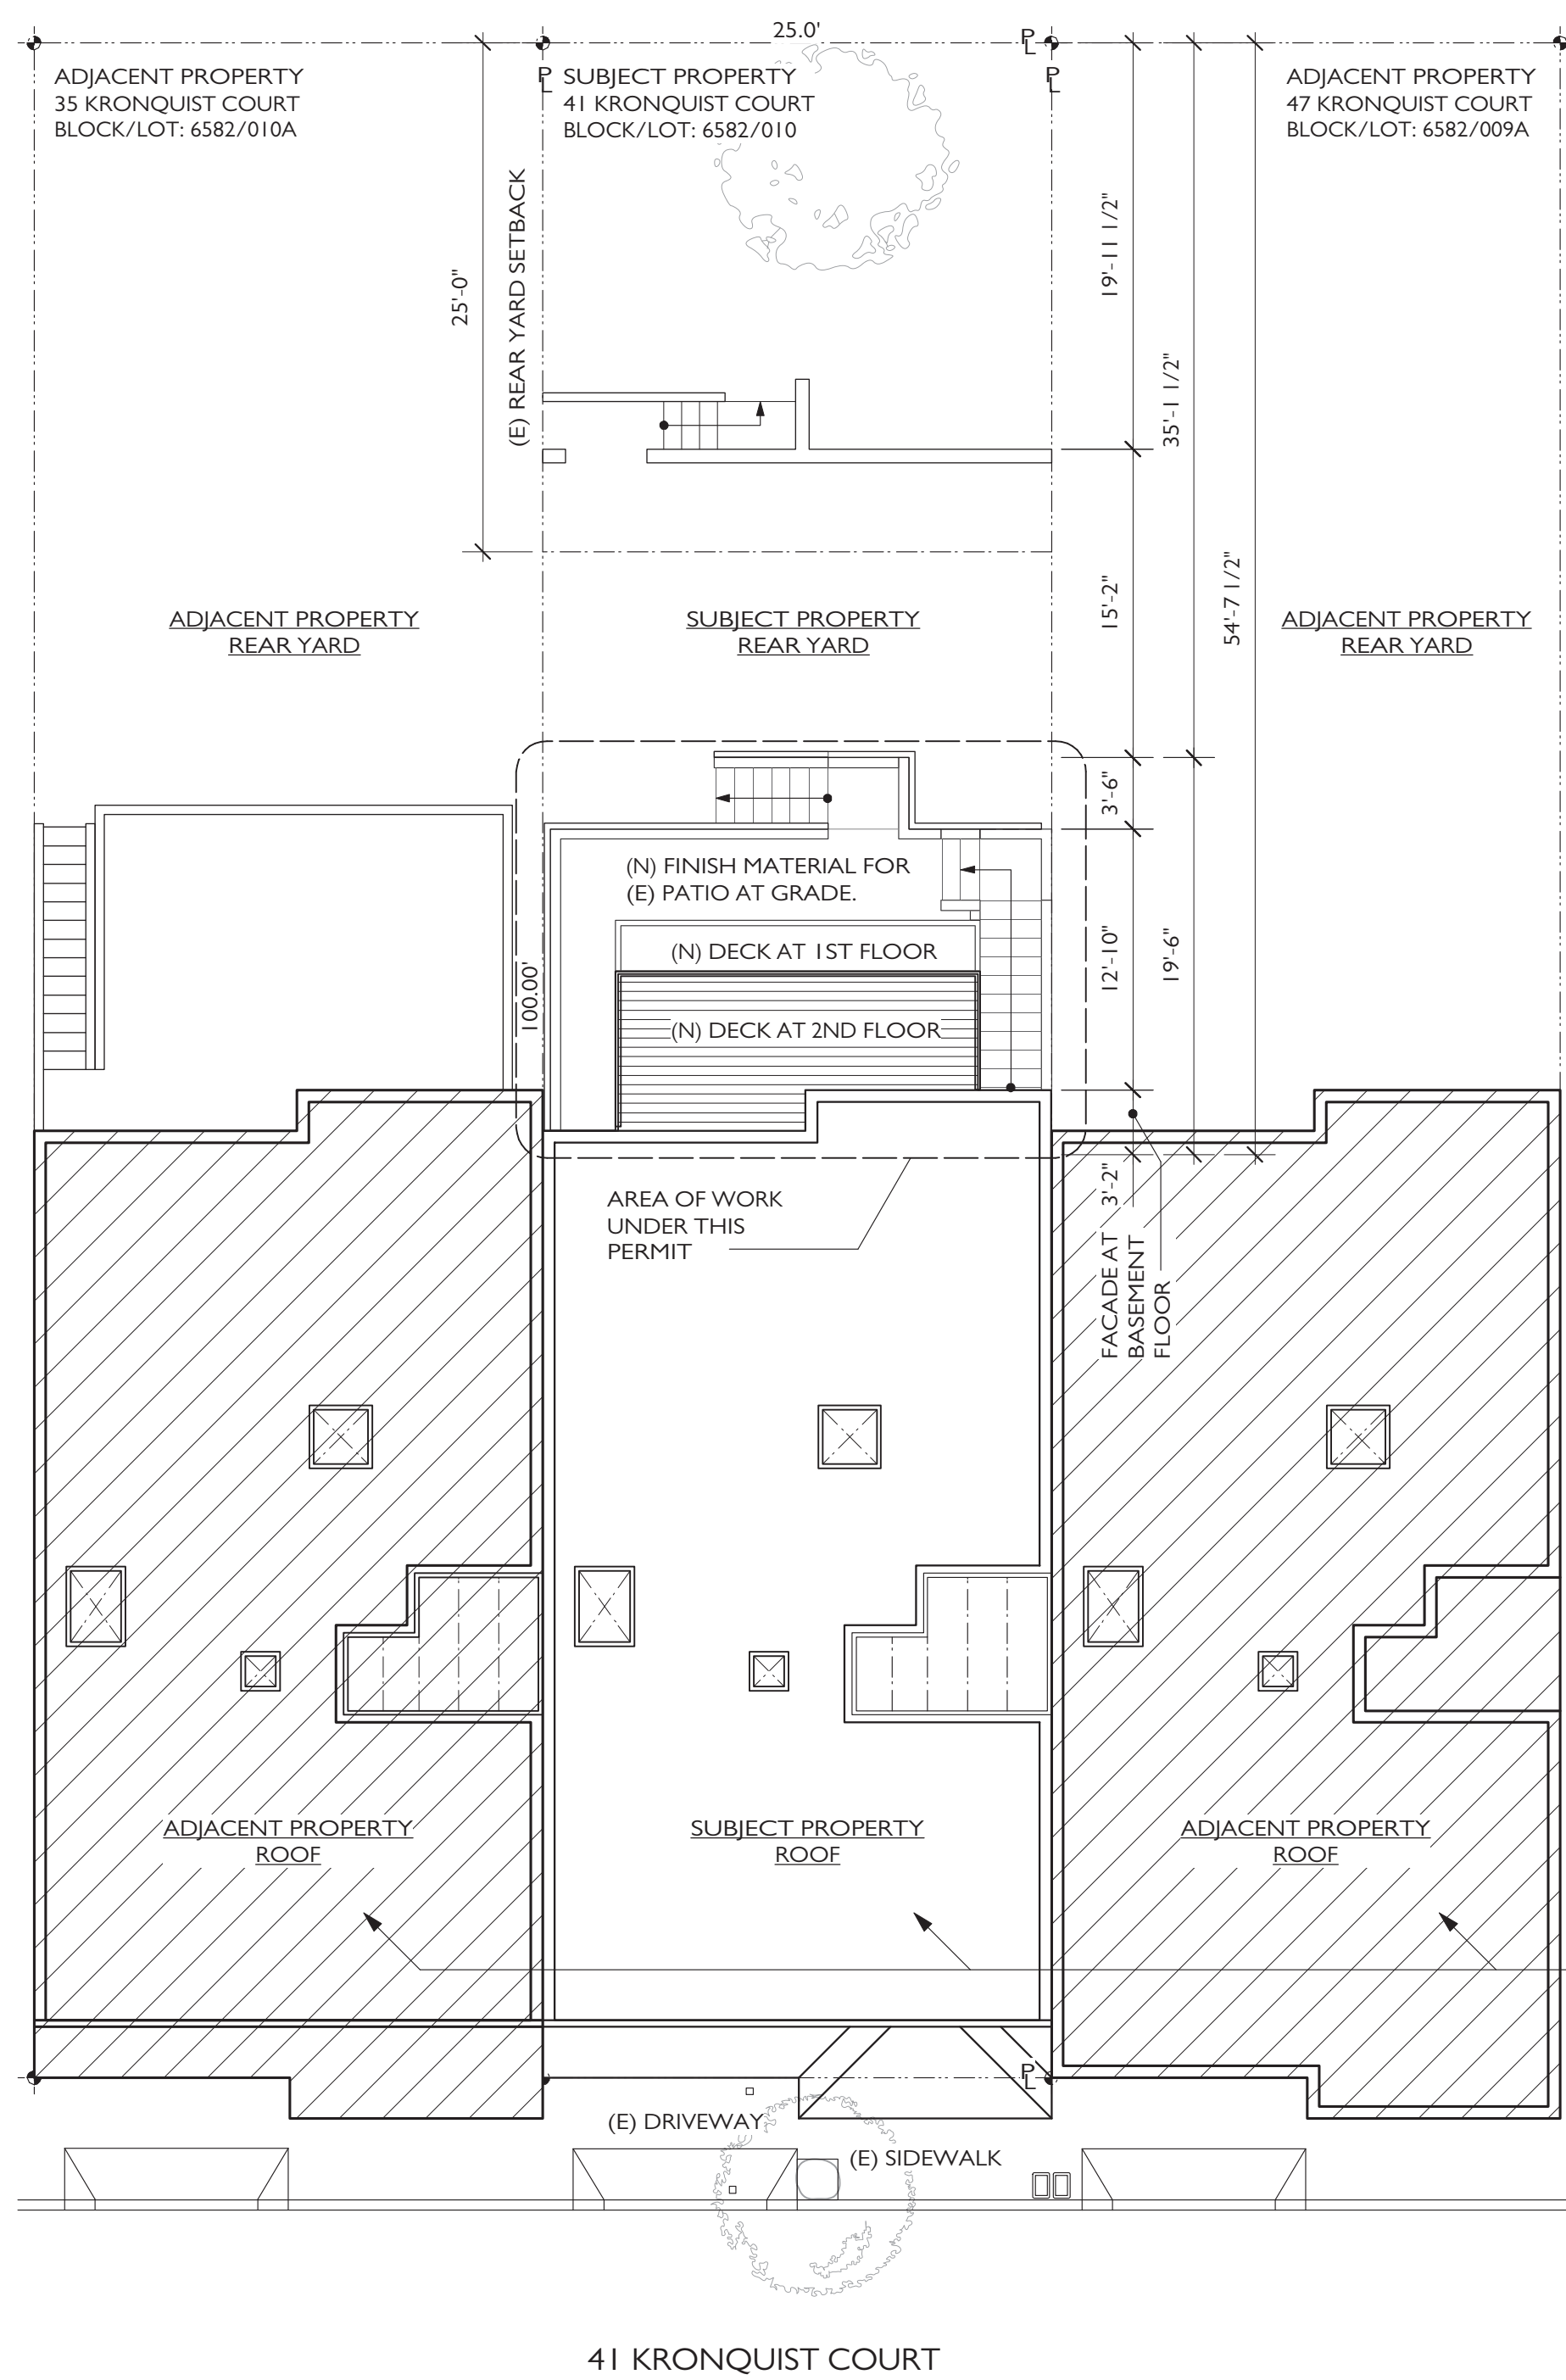 25.0'
PL
ADJACENT PROPERTY
35 KRONQUIST COURT
BLOCK/LOT: 6582/010A
PL
SUBJECT PROPERTY
41 KRONQUIST COURT
BLOCK/LOT: 6582/010
PL
ADJACENT PROPERTY
47 KRONQUIST COURT
BLOCK/LOT: 6582/009A
25'-0"
(E) REAR YARD SETBACK
19'-11 1/2"
35'-1 1/2"
54'-7 1/2"
15'-2"
ADJACENT PROPERTY
REAR YARD
SUBJECT PROPERTY
REAR YARD
ADJACENT PROPERTY
REAR YARD
3'-6"
(N) FINISH MATERIAL FOR
(E) PATIO AT GRADE.
(N) DECK AT 1ST FLOOR
(N) DECK AT 2ND FLOOR
100.00'
12'-10"
19'-6"
3'-2"
AREA OF WORK
UNDER THIS
PERMIT
FACADE AT
BASEMENT
FLOOR
ADJACENT PROPERTY
ROOF
SUBJECT PROPERTY
ROOF
ADJACENT PROPERTY
ROOF
PL
(E) DRIVEWAY
(E) SIDEWALK
41 KRONQUIST COURT